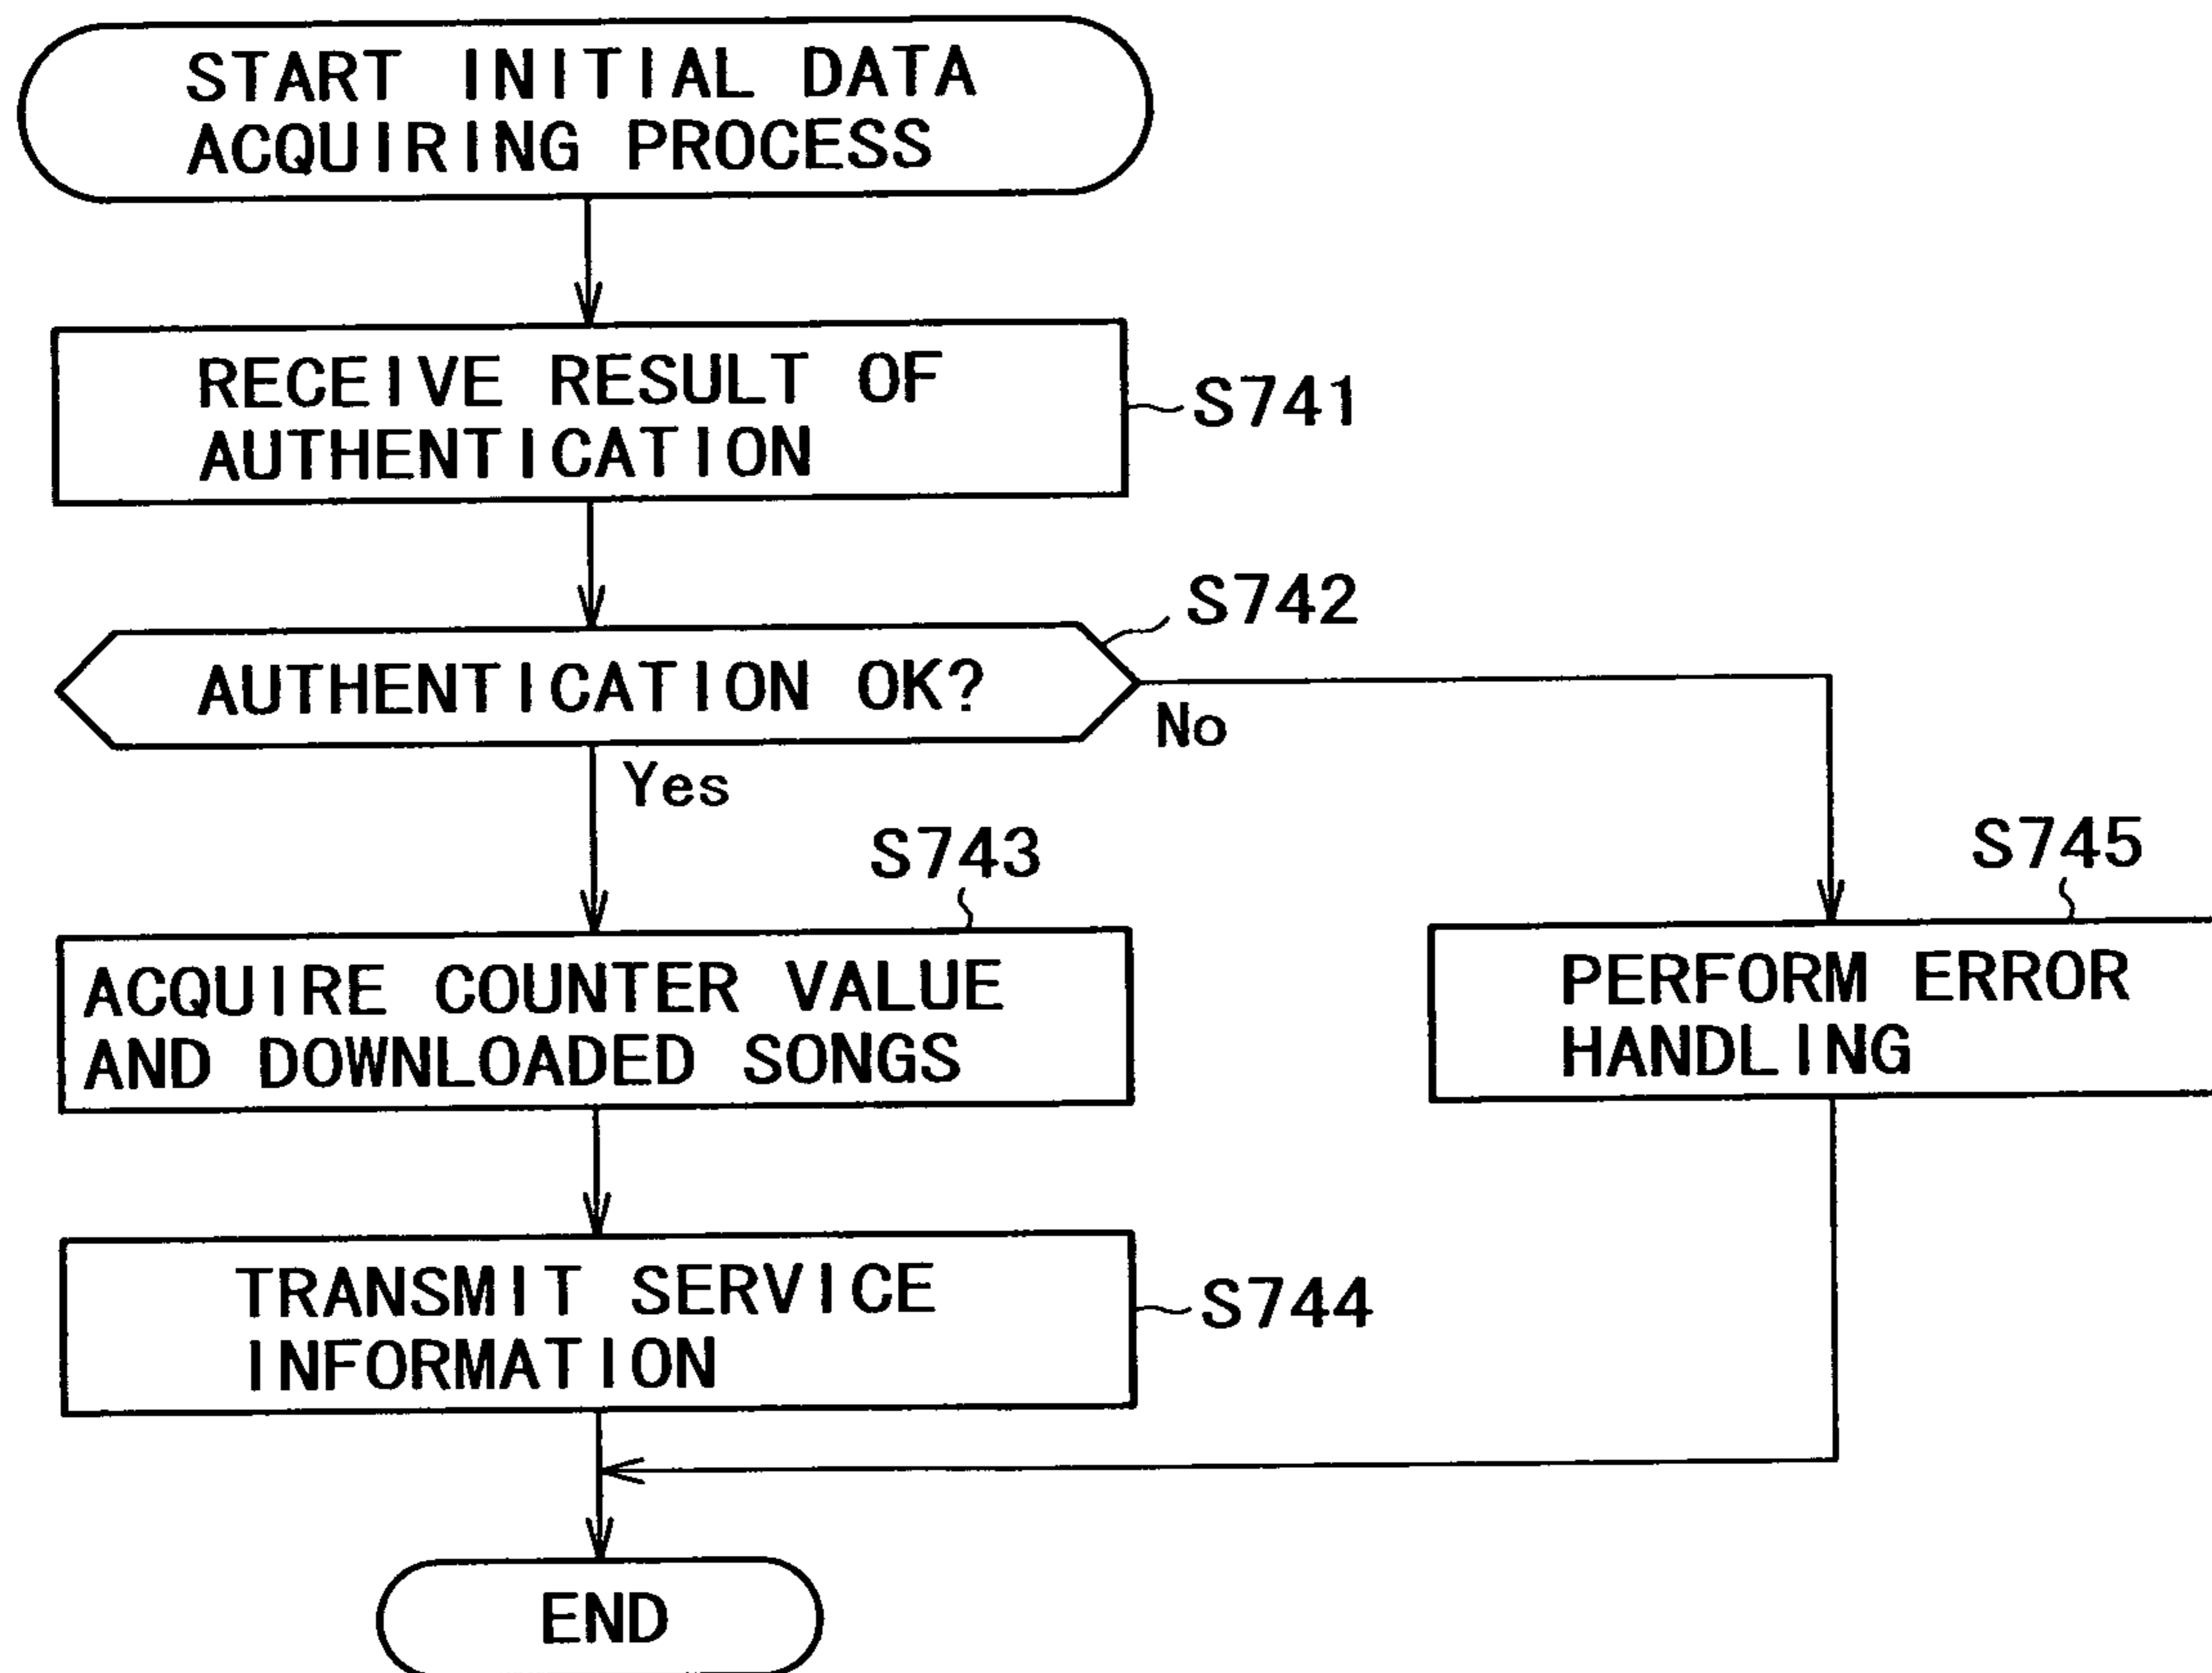 START INITIAL DATA
ACQUIRING PROCESS
RECEIVE RESULT OF
AUTHENTICATION
S741
S742
AUTHENTICATION OK?
No
Yes
S743
ACQUIRE COUNTER VALUE
AND DOWNLOADED SONGS
S745
PERFORM ERROR
HANDLING
TRANSMIT SERVICE
INFORMATION
S744
END